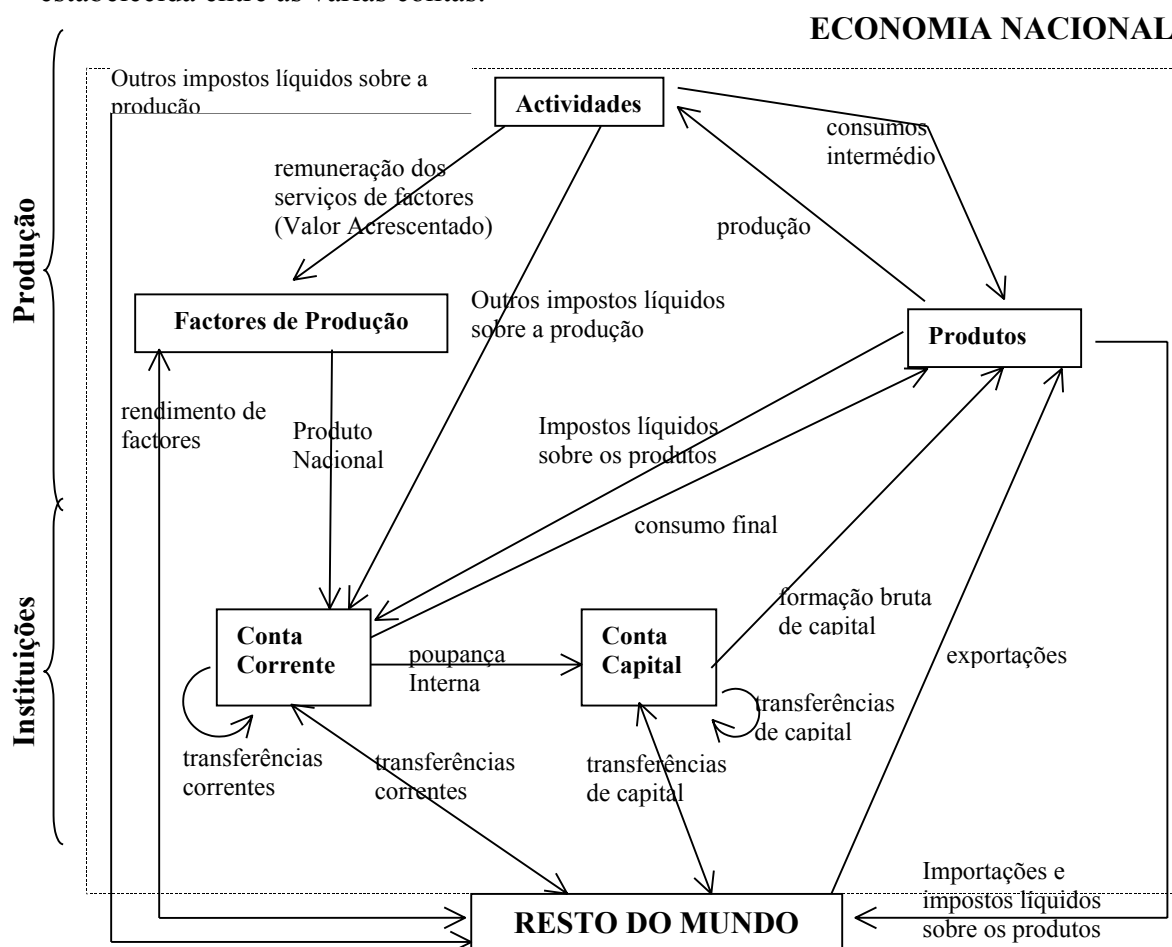 estabelecida entre as várias contas.
ECONOMIA NACIONAL
Outros impostos líquidos sobre a
produção
Actividades
consumos
intermédio
remuneração dos
serviços de factores
(Valor Acrescentado)
produção
Produção
Factores de Produção
Outros impostos líquidos
sobre a produção
Produtos
rendimento de
factores
Produto
Nacional
Impostos líquidos
sobre os produtos
consumo final
Instituições
Conta
Corrente
poupança
Interna
Conta
Capital
formação bruta
de capital
exportações
transferências
de capital
transferências
correntes
transferências
correntes
transferências
de capital
Importações e
impostos líquidos
sobre os produtos
RESTO DO MUNDO